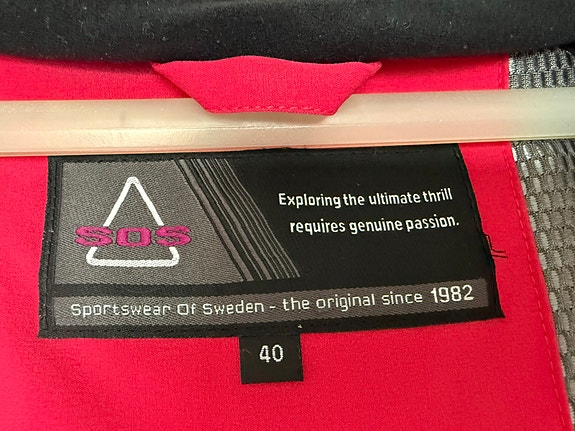 SOS
Exploring the ultimate thrill
requires genuine passion.
Sportswear Of Sweden - the original since 1982
40